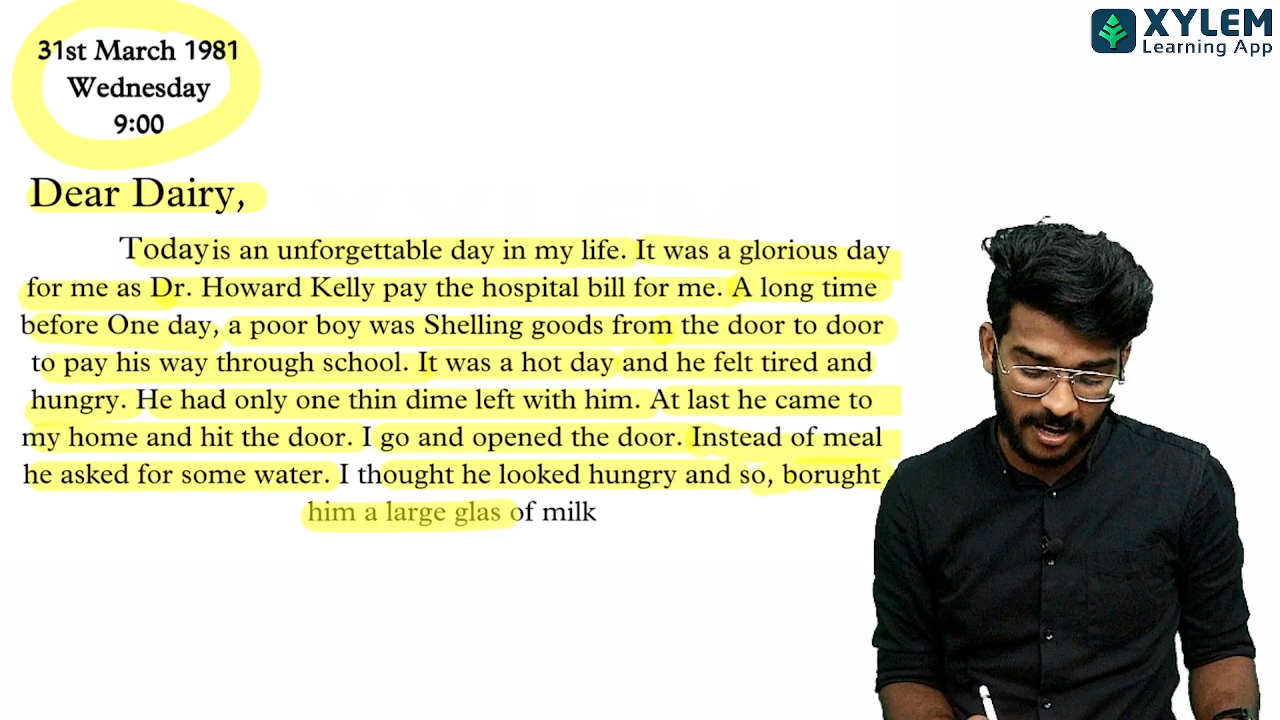 XYLEM
Learning App
31st March 1981
Wednesday
9:00
Dear Dairy,
Today is an unforgettable day in my life. It was a glorious day
for me as Dr. Howard Kelly pay the hospital bill for me. A long time
before One day, a poor boy was Shelling goods from the door to door
to pay his way through school. It was a hot day and he felt tired and
hungry. He had only one thin dime left with him. At last he came to
my home and hit the door. I go and opened the door. Instead of meal
he asked for some water. I thought he looked hungry and so, borught
him a large glas of milk